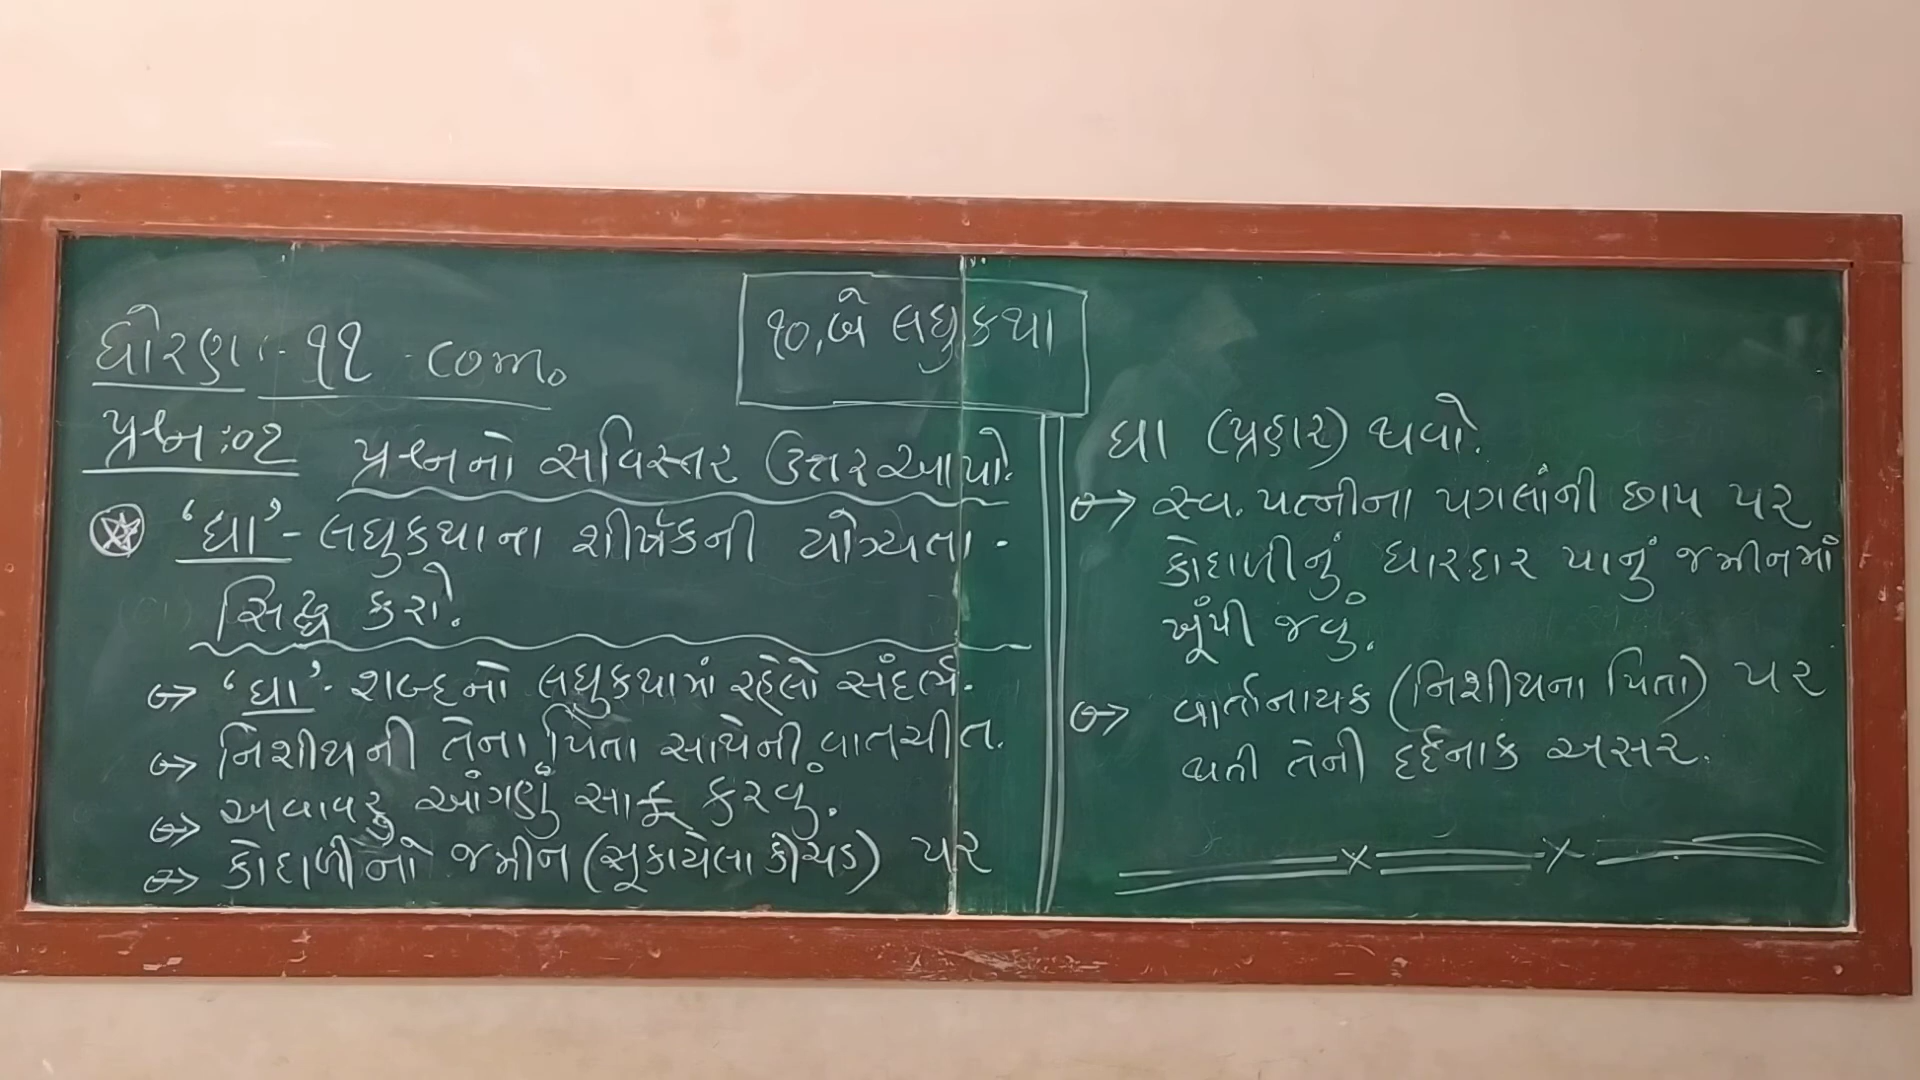 ૧૦. બે લઘુકથા
ધોરણ :- ૧૧ com.
પ્રશ્ન:૦૨ પ્રશ્નનો સવિસ્તર ઉત્તર આપો.
'ઘા' - લઘુકથાના શીર્ષકની યોગ્યતા -
સિદ્ધ કરો.
'ઘા' - શબ્દનો લઘુકથામાં રહેલો સંદર્ભ.
નિશીથની તેના પિતા સાથેની વાતચીત.
અવાવરુ આંગણું સાફ કરવું.
કોદાળીનો જમીન (સૂકાયેલા કીચડ) પર
ઘા (પ્રહાર) થવો.
સ્વ. પત્નીના પગલાંની છાપ પર
કોદાળીનું ધારદાર પાનું જમીનમાં
ખૂંપી જવું.
વાર્તાનાયક (નિશીથના પિતા) પર
થતી તેની દર્દનાક અસર.